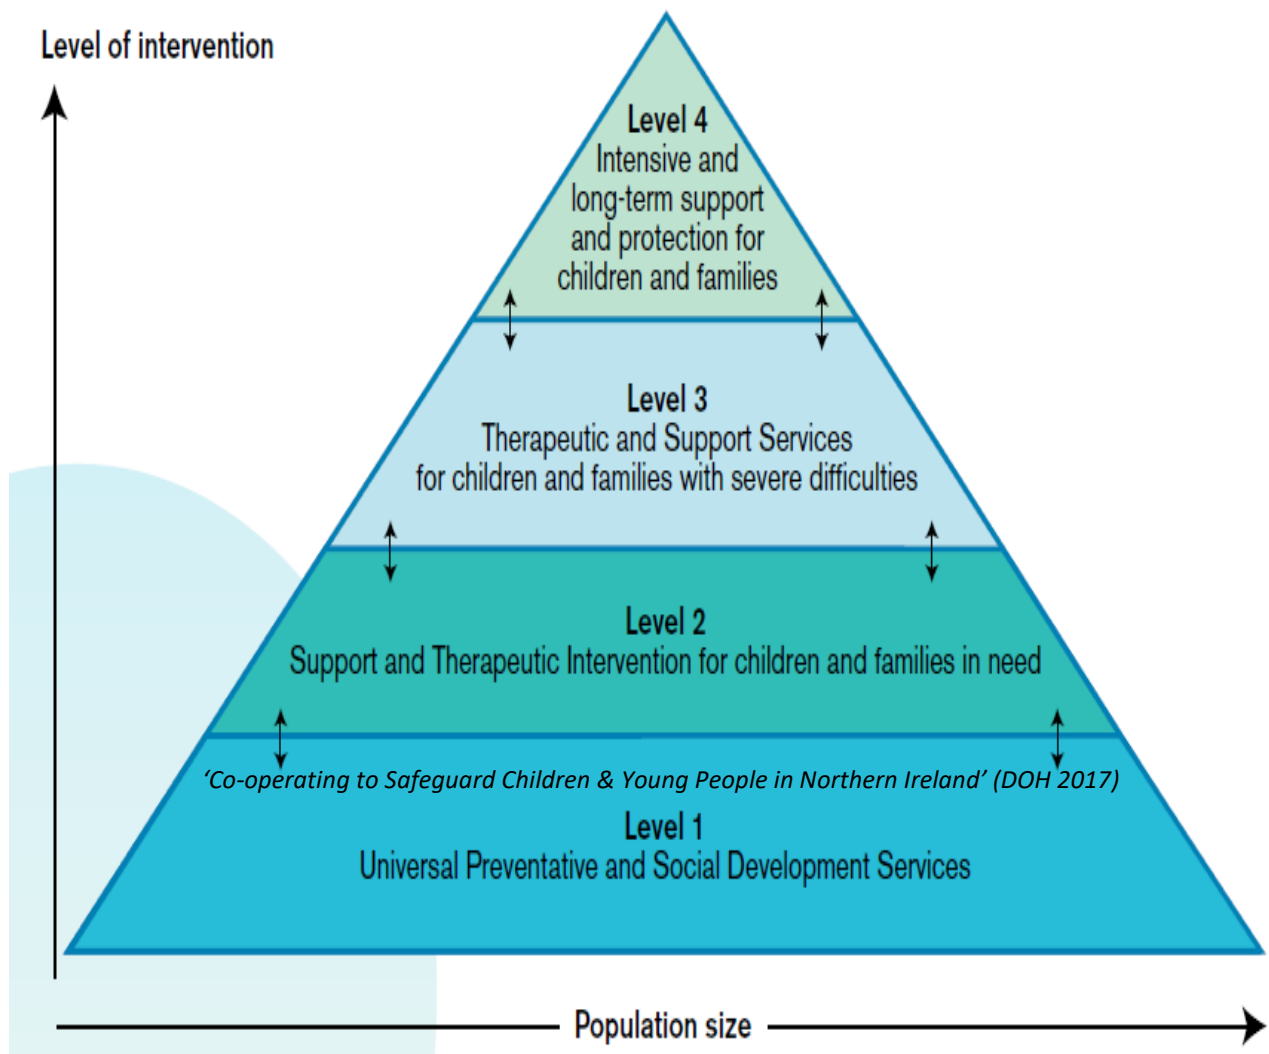 Level of intervention
Level 4
Intensive and
long-term support
and protection for
children and families
Level 3
Therapeutic and Support Services
for children and families with severe difficulties
Level 2
Support and Therapeutic Intervention for children and families in need
‘Co-operating to Safeguard Children & Young People in Northern Ireland’ (DOH 2017)
Level 1
Universal Preventative and Social Development Services
Population size